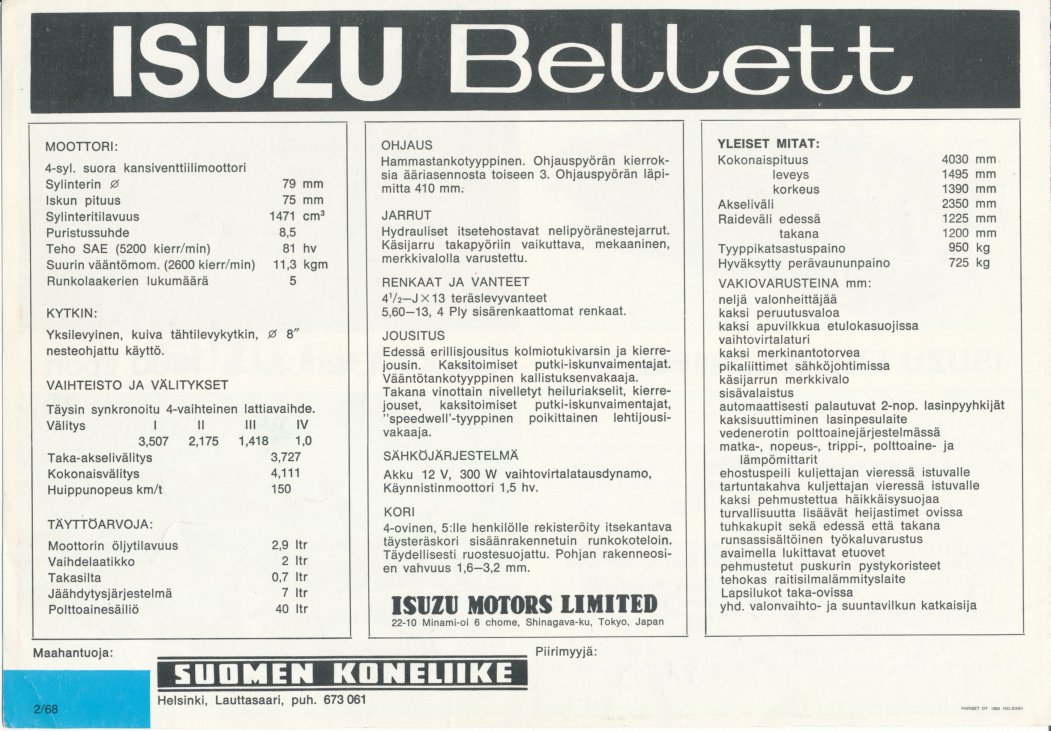 ISUZU Bellett
MOOTTORI:
4-syl. suora kansiventtiilimoottori
Sylinterin ⌀ 79 mm
Iskun pituus 75 mm
Sylinteritilavuus 1471 cm³
Puristussuhde 8,5
Teho SAE (5200 kierr/min) 81 hv
Suurin vääntömom. (2600 kierr/min) 11,3 kgm
Runkolaakerien lukumäärä 5
KYTKIN:
Yksilevyinen, kuiva tähtilevykytkin, ⌀ 8″
nesteohjattu käyttö.
VAIHTEISTO JA VÄLITYKSET
Täysin synkronoitu 4-vaihteinen lattiavaihde.
Välitys I II III IV
3,507 2,175 1,418 1,0
Taka-akselivälitys 3,727
Kokonaisvälitys 4,111
Huippunopeus km/t 150
TÄYTTÖARVOJA:
Moottorin öljytilavuus 2,9 ltr
Vaihdelaatikko 2 ltr
Takasilta 0,7 ltr
Jäähdytysjärjestelmä 7 ltr
Polttoainesäiliö 40 ltr
OHJAUS
Hammastankotyyppinen. Ohjauspyörän kierrok-
sia ääriasennosta toiseen 3. Ohjauspyörän läpi-
mitta 410 mm.
JARRUT
Hydrauliset itsetehostavat nelipyöränestejarrut.
Käsijarru takapyöriin vaikuttava, mekaaninen,
merkkivalolla varustettu.
RENKAAT JA VANTEET
4¹/₂—J×13 teräslevyvanteet
5,60—13, 4 Ply sisärenkaattomat renkaat.
JOUSITUS
Edessä erillisjousitus kolmiotukivarsin ja kierre-
jousin. Kaksitoimiset putki-iskunvaimentajat.
Vääntötankotyyppinen kallistuksenvakaaja.
Takana vinottain nivelletyt heiluriakselit, kierre-
jouset, kaksitoimiset putki-iskunvaimentajat,
"speedwell'-tyyppinen poikittainen lehtijousi-
vakaaja.
SÄHKÖJÄRJESTELMÄ
Akku 12 V, 300 W vaihtovirtalatausdynamo,
Käynnistinmoottori 1,5 hv.
KORI
4-ovinen, 5:lle henkilölle rekisteröity itsekantava
täysteräskori sisäänrakennetuin runkokoteloin.
Täydellisesti ruostesuojattu. Pohjan rakenneosi-
en vahvuus 1,6—3,2 mm.
ISUZU MOTORS LIMITED
22-10 Minami-oi 6 chome, Shinagava-ku, Tokyo, Japan
YLEISET MITAT:
Kokonaispituus 4030 mm
leveys 1495 mm
korkeus 1390 mm
Akseliväli 2350 mm
Raideväli edessä 1225 mm
takana 1200 mm
Tyyppikatsastuspaino 950 kg
Hyväksytty perävaununpaino 725 kg
VAKIOVARUSTEINA mm:
neljä valonheittäjää
kaksi peruutusvaloa
kaksi apuvilkkua etulokasuojissa
vaihtovirtalaturi
kaksi merkinantotorvea
pikaliittimet sähköjohtimissa
käsijarrun merkkivalo
sisävalaistus
automaattisesti palautuvat 2-nop. lasinpyyhkijät
kaksisuuttiminen lasinpesulaite
vedenerotin polttoainejärjestelmässä
matka-, nopeus-, trippi-, polttoaine- ja
lämpömittarit
ehostuspeili kuljettajan vieressä istuvalle
tartuntakahva kuljettajan vieressä istuvalle
kaksi pehmustettua häikkäisysuojaa
turvallisuutta lisäävät heijastimet ovissa
tuhkakupit sekä edessä että takana
runsassisältöinen työkaluvarustus
avaimella lukittavat etuovet
pehmustetut puskurin pystykoristeet
tehokas raitisilmalämmityslaite
Lapsilukot taka-ovissa
yhd. valonvaihto- ja suuntavilkun katkaisija
Maahantuoja:
SUOMEN KONELIIKE
Helsinki, Lauttasaari, puh. 673 061
Piirimyyjä:
2/68